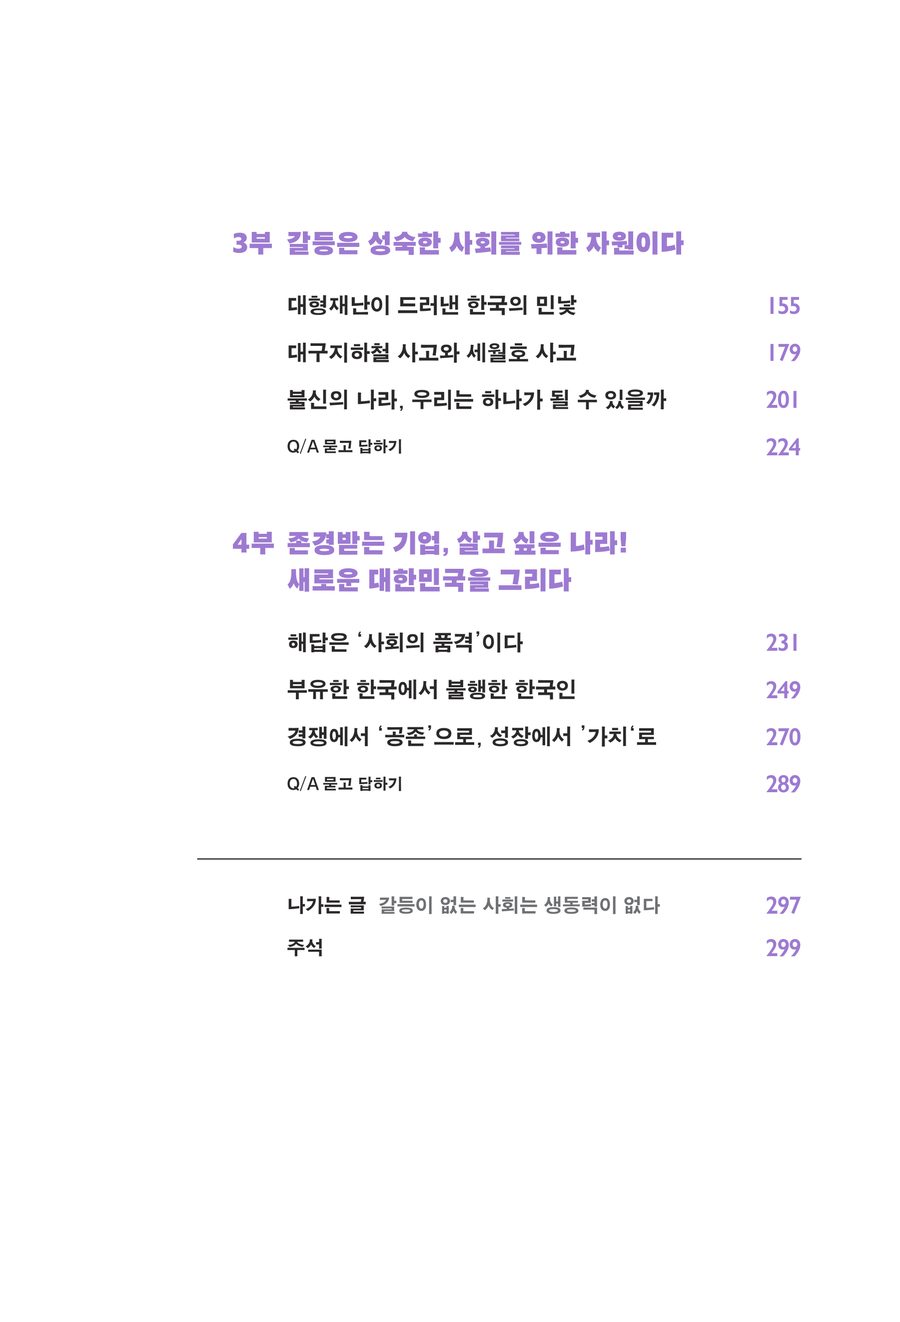 3부 갈등은 성숙한 사회를 위한 자원이다
대형재난이 드러낸 한국의 민낯 155
대구지하철 사고와 세월호 사고 179
불신의 나라, 우리는 하나가 될 수 있을까 201
Q/A 묻고 답하기 224
4부 존경받는 기업, 살고 싶은 나라!
새로운 대한민국을 그리다
해답은 ‘사회의 품격’이다 231
부유한 한국에서 불행한 한국인 249
경쟁에서 ‘공존’으로, 성장에서 ’가치‘로 270
Q/A 묻고 답하기 289
나가는 글 갈등이 없는 사회는 생동력이 없다 297
주석 299